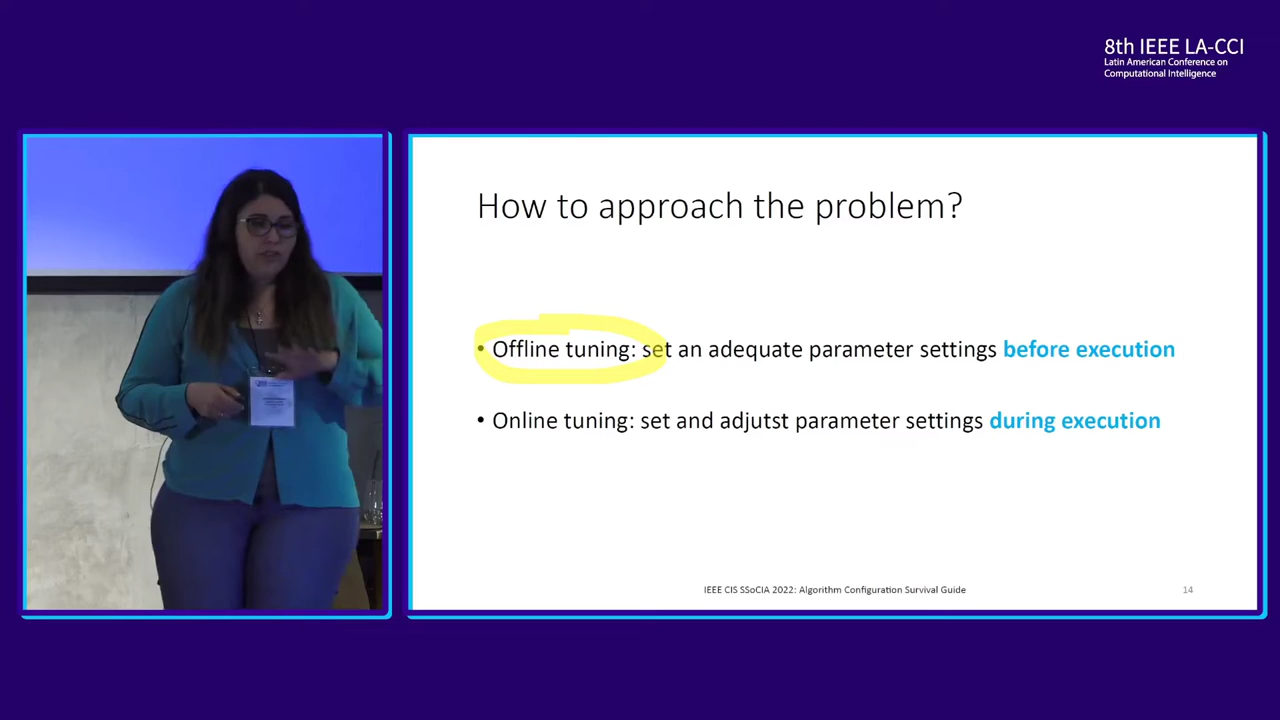 8th IEEE LA-CCI
Latin American Conference on
Computational Intelligence
How to approach the problem?
• Offline tuning: set an adequate parameter settings before execution
• Online tuning: set and adjutst parameter settings during execution
IEEE CIS SSoCIA 2022: Algorithm Configuration Survival Guide
14